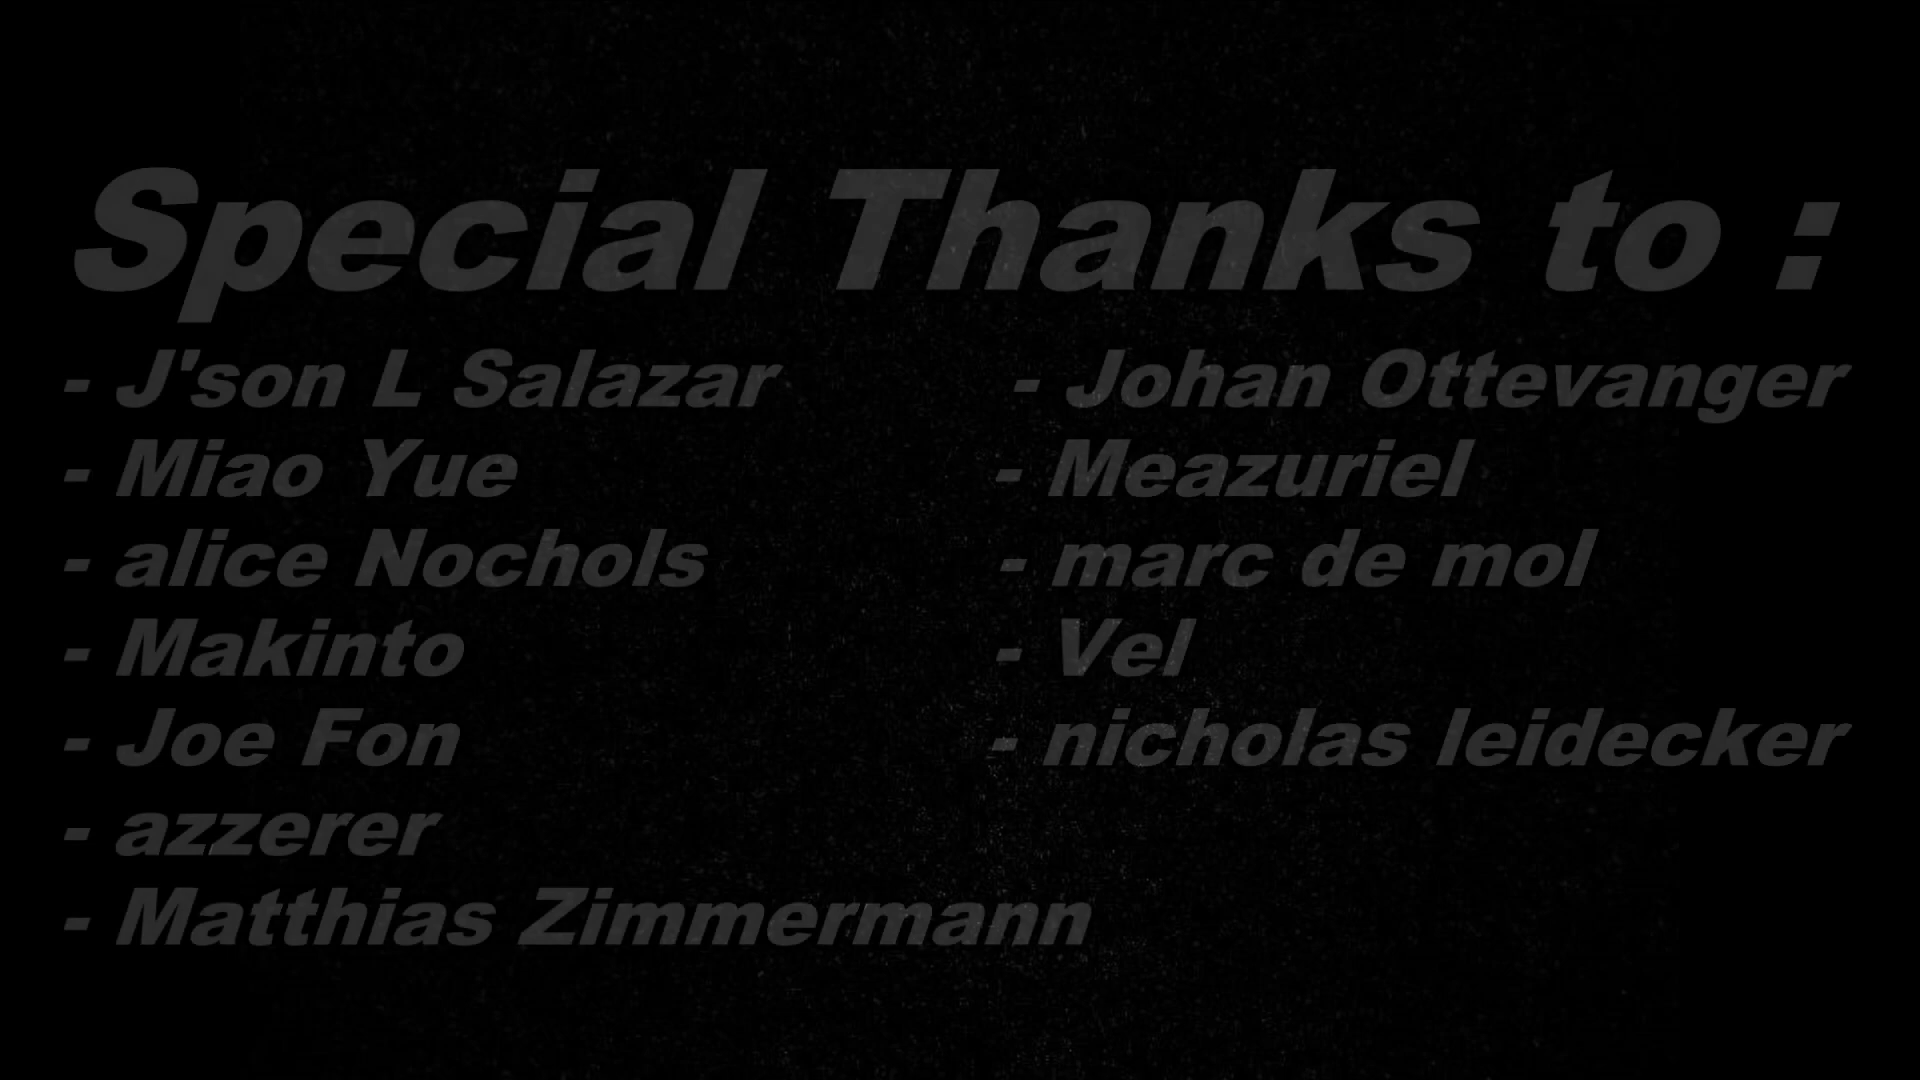 Special Thanks to :
- J'son L Salazar
- Miao Yue
- alice Nochols
- Makinto
- Joe Fon
- azzerer
- Matthias Zimmermann
- Johan Ottevanger
- Meazuriel
- marc de mol
- Vel
- nicholas leidecker